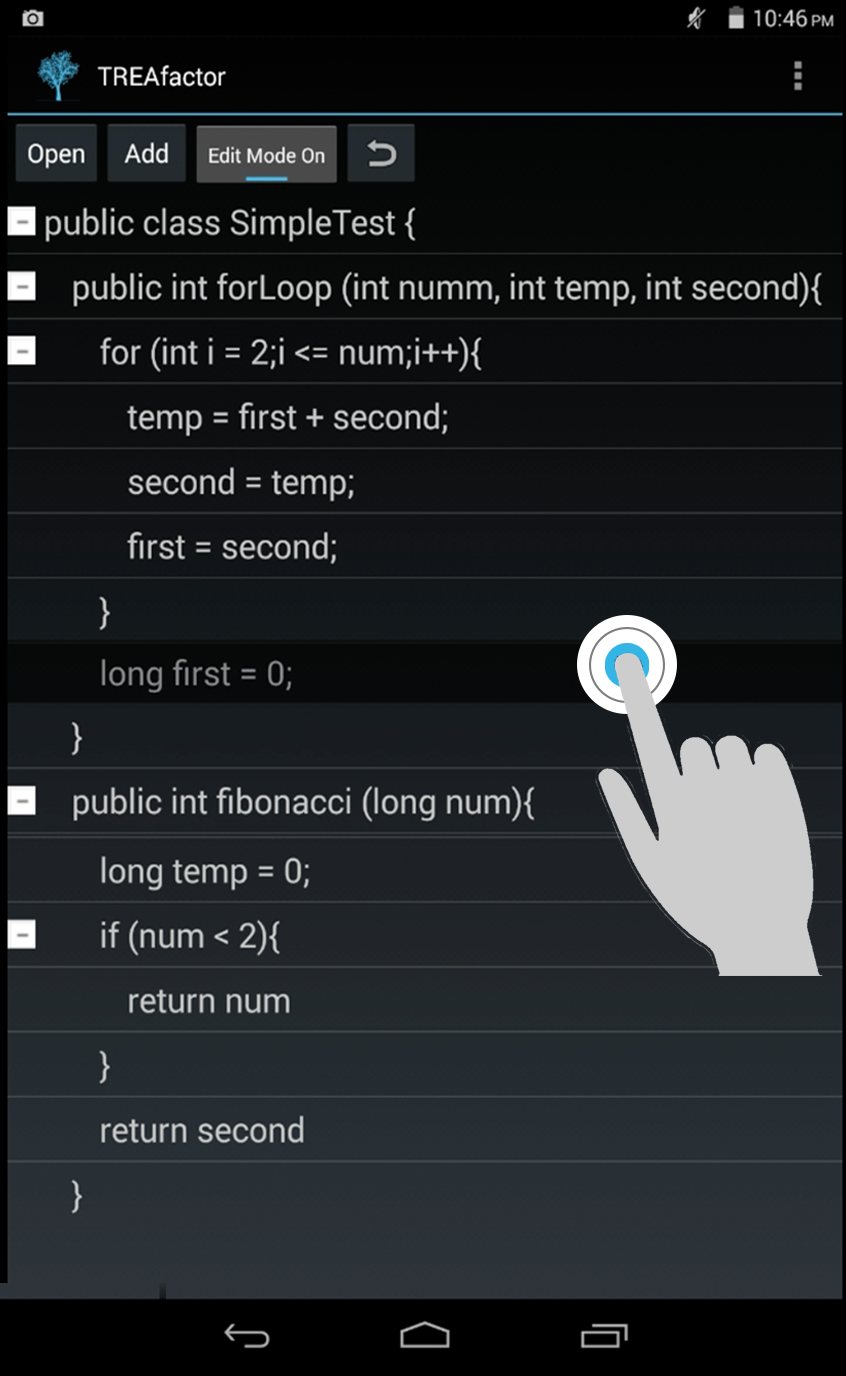 10:46 PM
TREAfactor
Open Add Edit Mode On
public class SimpleTest {
public int forLoop (int numm, int temp, int second){
for (int i = 2;i <= num;i++){
temp = first + second;
second = temp;
first = second;
}
long first = 0;
}
public int fibonacci (long num){
long temp = 0;
if (num < 2){
return num
}
return second
}